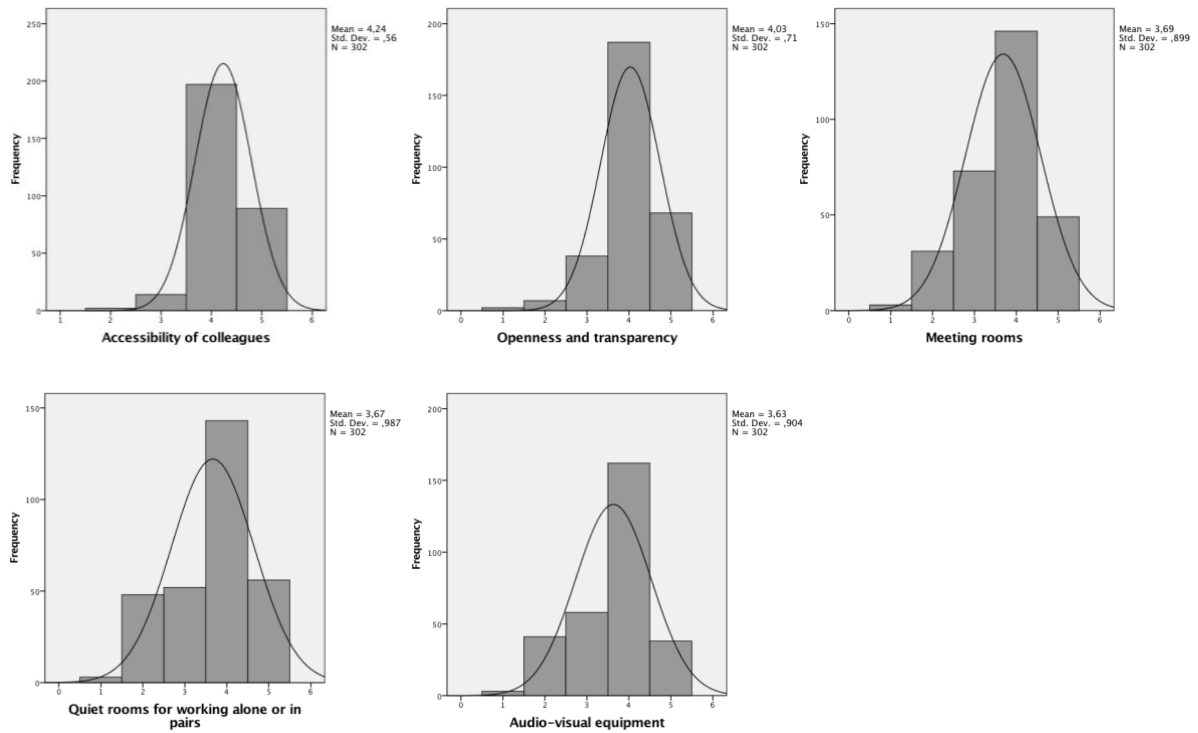 250
200
150
100
50
0
Frequency
1 2 3 4 5 6
Accessibility of colleagues
Mean = 4,24
Std. Dev. = ,56
N = 302
200
150
100
50
0
Frequency
0 1 2 3 4 5 6
Openness and transparency
Mean = 4,03
Std. Dev. = ,71
N = 302
150
100
50
0
Frequency
0 1 2 3 4 5 6
Meeting rooms
Mean = 3,69
Std. Dev. = ,899
N = 302
150
100
50
0
Frequency
0 1 2 3 4 5 6
Quiet rooms for working alone or in
pairs
Mean = 3,67
Std. Dev. = ,987
N = 302
200
150
100
50
0
Frequency
0 1 2 3 4 5 6
Audio-visual equipment
Mean = 3,63
Std. Dev. = ,904
N = 302